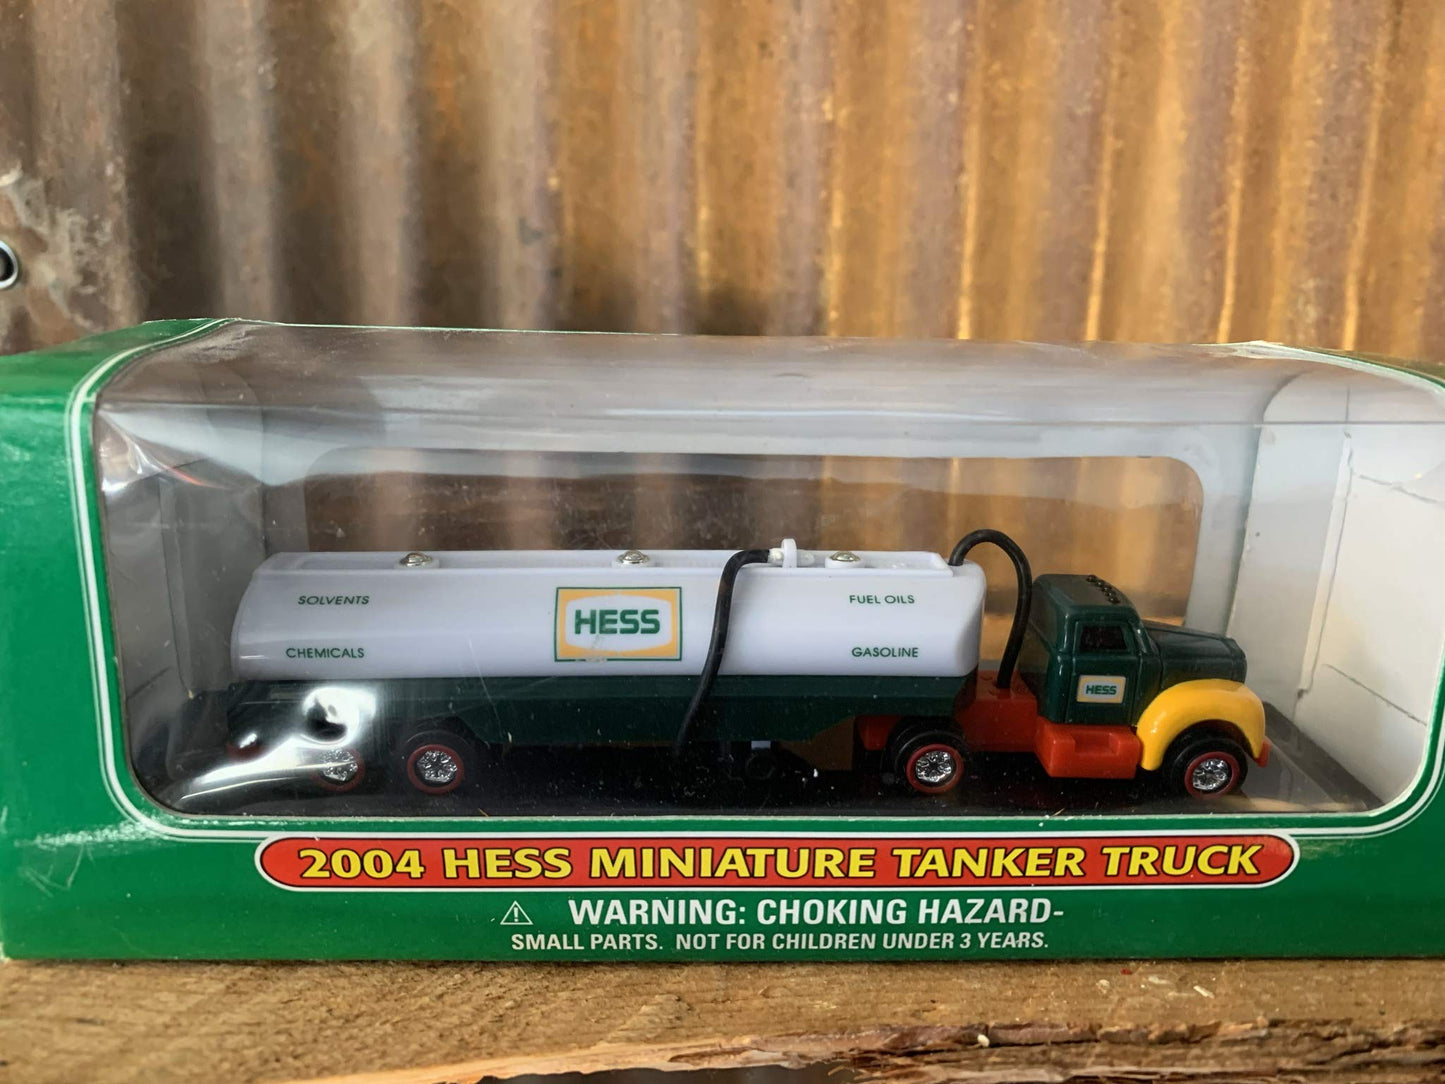 SOLVENTS
FUEL OILS
HESS
CHEMICALS
GASOLINE
HESS
2004 HESS MINIATURE TANKER TRUCK
WARNING: CHOKING HAZARD-
SMALL PARTS. NOT FOR CHILDREN UNDER 3 YEARS.